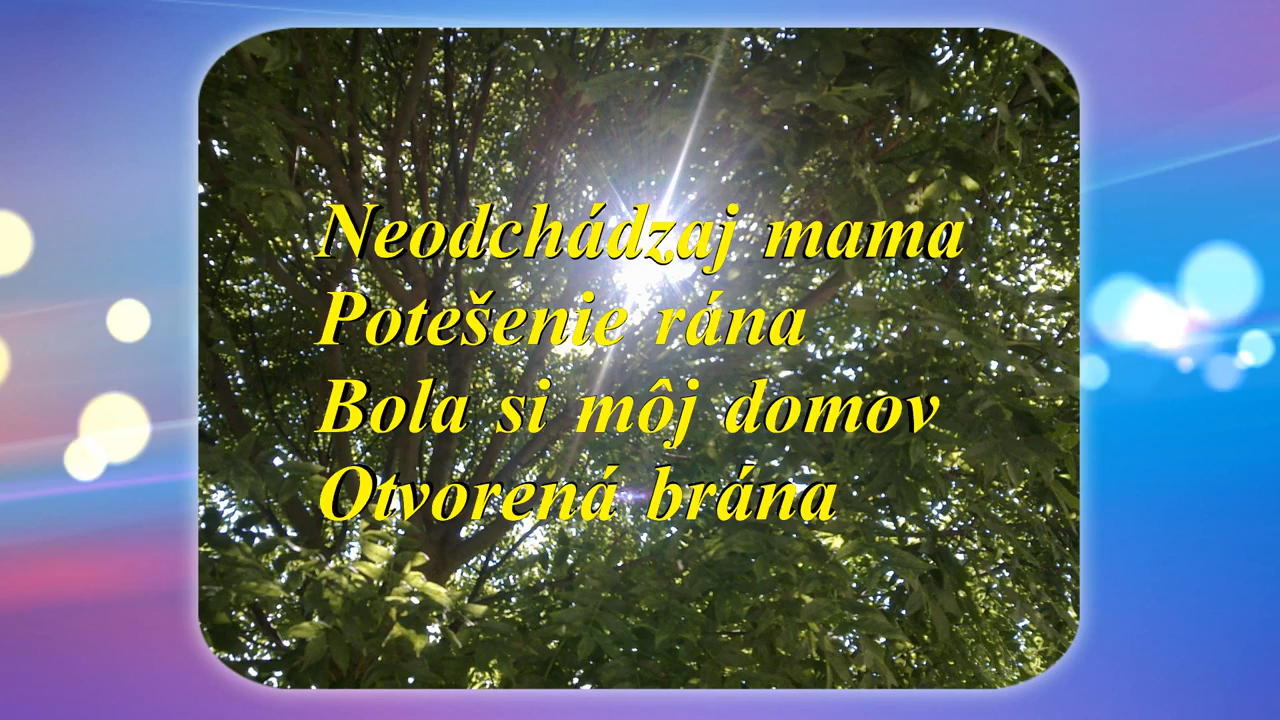 Neodchádzaj mama
Potešenie rána
Bola si môj domov
Otvorená brána